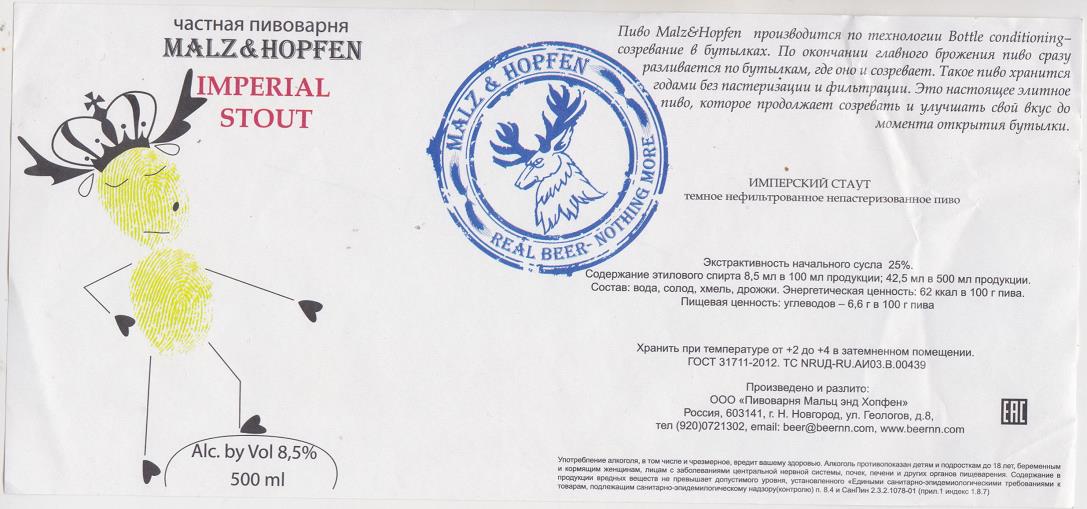 частная пивоварня
MALZ&HOPFEN
IMPERIAL
STOUT
Alc. by Vol 8,5%
500 ml
MALZ & HOPFEN
REAL BEER- NOTHING MORE
Пиво Malz&Hopfen производится по технологии Bottle conditioning–
созревание в бутылках. По окончании главного брожения пиво сразу
разливается по бутылкам, где оно и созревает. Такое пиво хранится
годами без пастеризации и фильтрации. Это настоящее элитное
пиво, которое продолжает созревать и улучшать свой вкус до
момента открытия бутылки.
ИМПЕРСКИЙ СТАУТ
темное нефильтрованное непастеризованное пиво
Экстрактивность начального сусла 25%.
Содержание этилового спирта 8,5 мл в 100 мл продукции; 42,5 мл в 500 мл продукции.
Состав: вода, солод, хмель, дрожжи. Энергетическая ценность: 62 ккал в 100 г пива.
Пищевая ценность: углеводов – 6,6 г в 100 г пива
Хранить при температуре от +2 до +4 в затемненном помещении.
ГОСТ 31711-2012. ТС NRUД-RU.АИ03.В.00439
Произведено и разлито:
ООО «Пивоварня Мальц энд Хопфен»
Россия, 603141, г. Н. Новгород, ул. Геологов, д.8,
тел (920)0721302, email: beer@beernn.com, www.beernn.com
EAC
Употребление алкоголя, в том числе и чрезмерное, вредит вашему здоровью. Алкоголь противопоказан детям и подросткам до 18 лет, беременным
и кормящим женщинам, лицам с заболеваниями центральной нервной системы, почек, печени и других органов пищеварения. Содержание в
продукции вредных веществ не превышает допустимого уровня, установленного «Едиными санитарно-эпидемиологическими требованиями к
товарам, подлежащим санитарно-эпидемиологическому надзору(контролю) п. 8.4 и СанПин 2.3.2.1078-01 (прил.1 индекс 1.8.7)